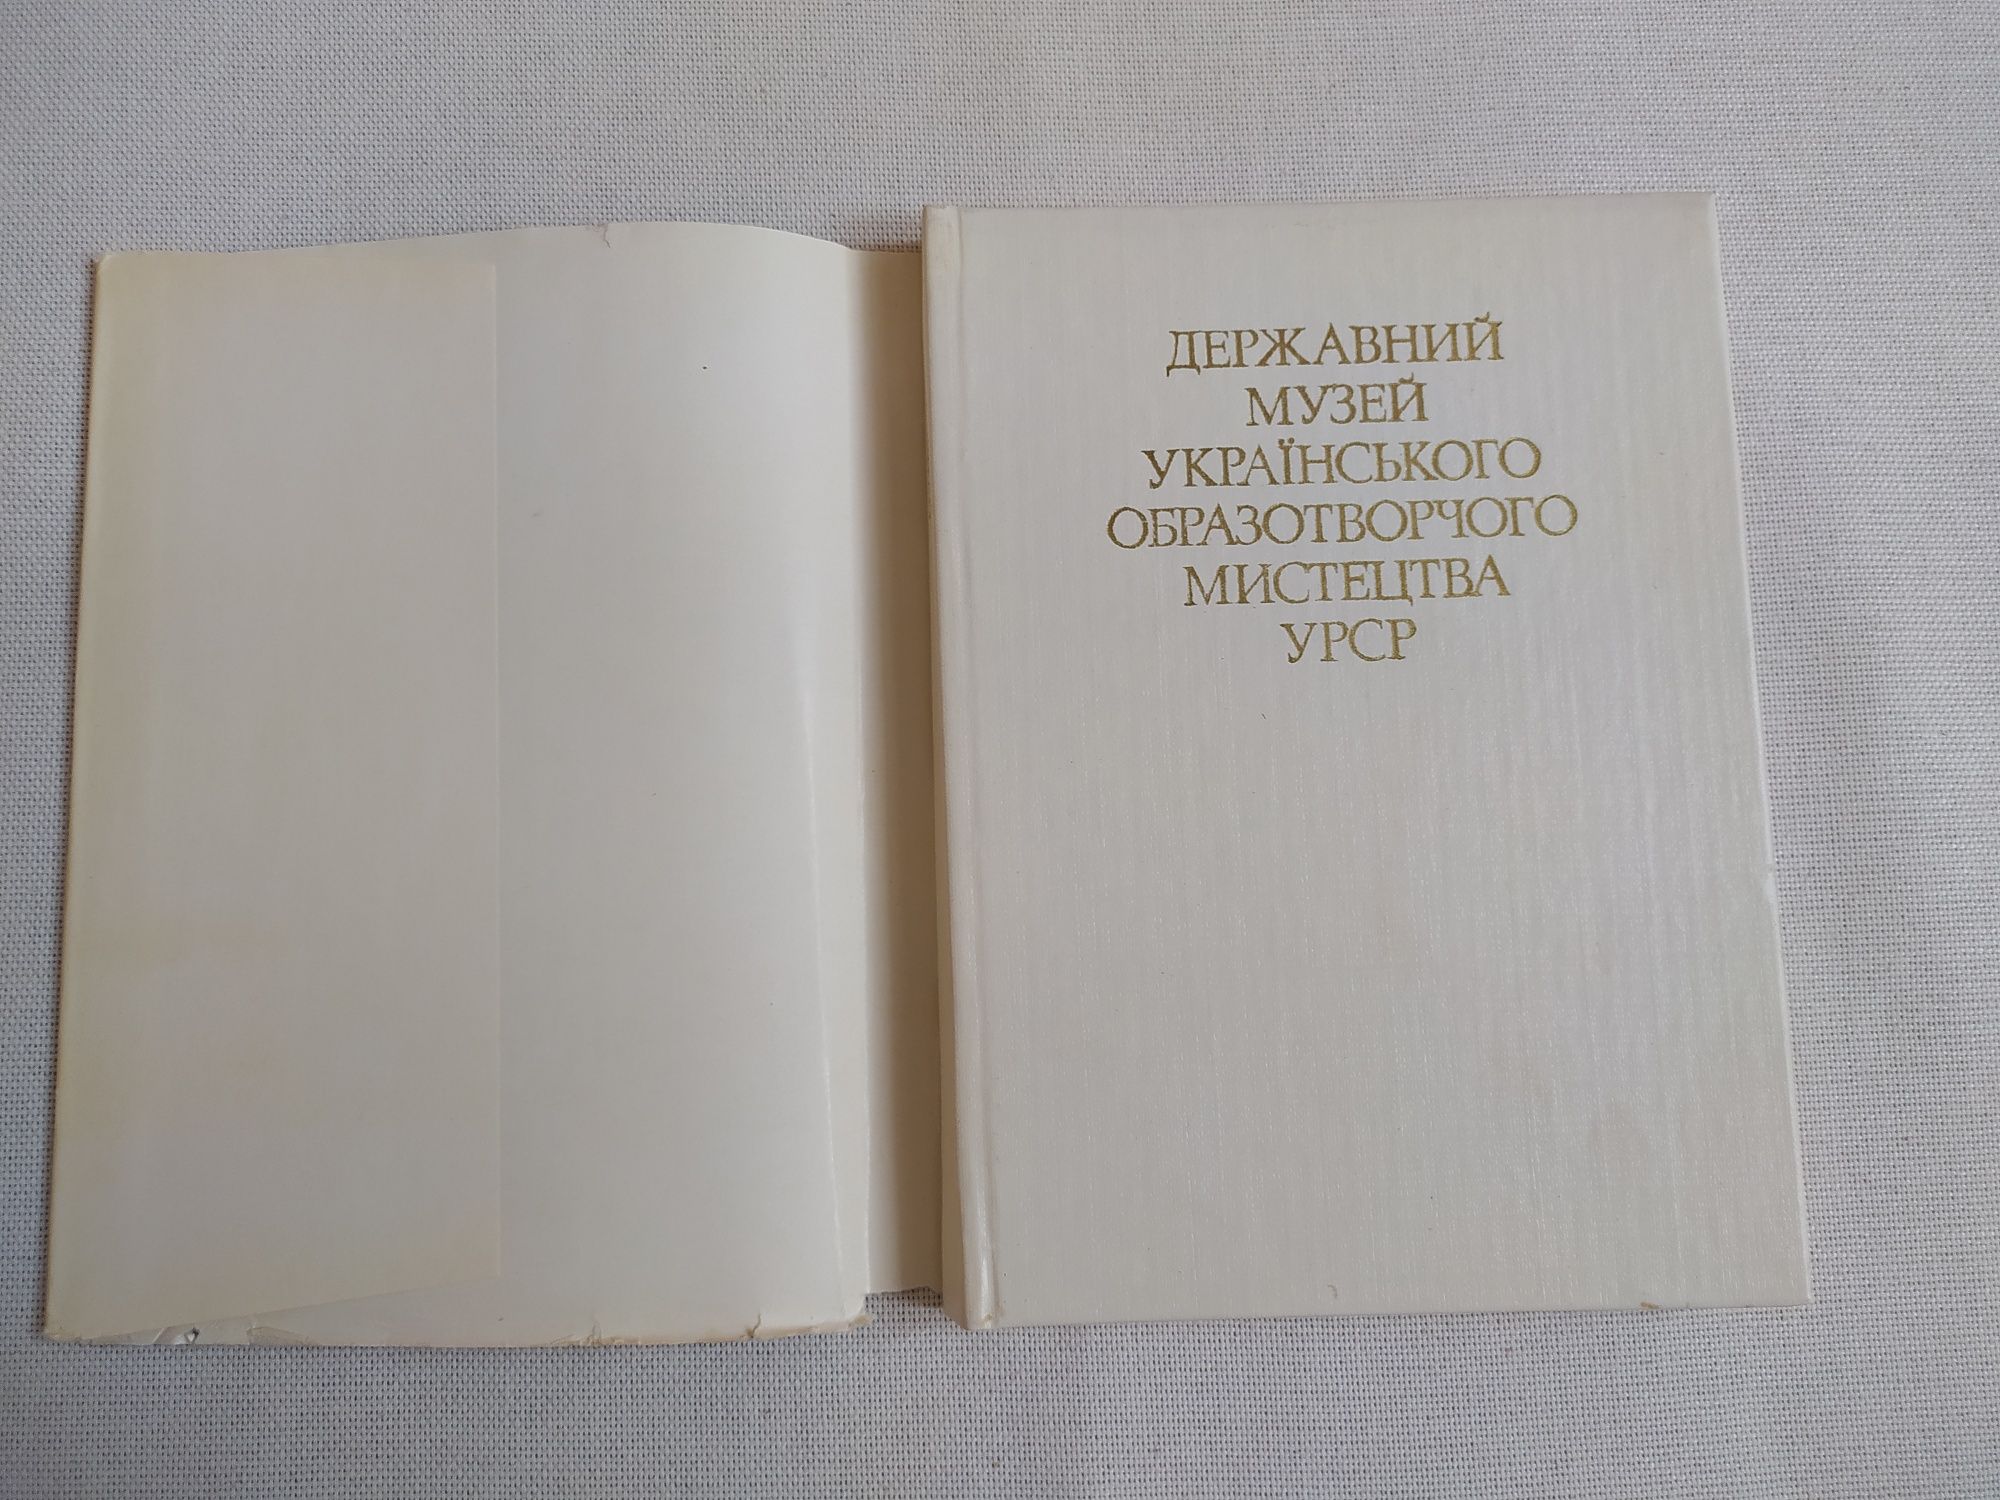 ДЕРЖАВНИЙ
МУЗЕЙ
УКРАЇНСЬКОГО
ОБРАЗОТВОРЧОГО
МИСТЕЦТВА
УРСР